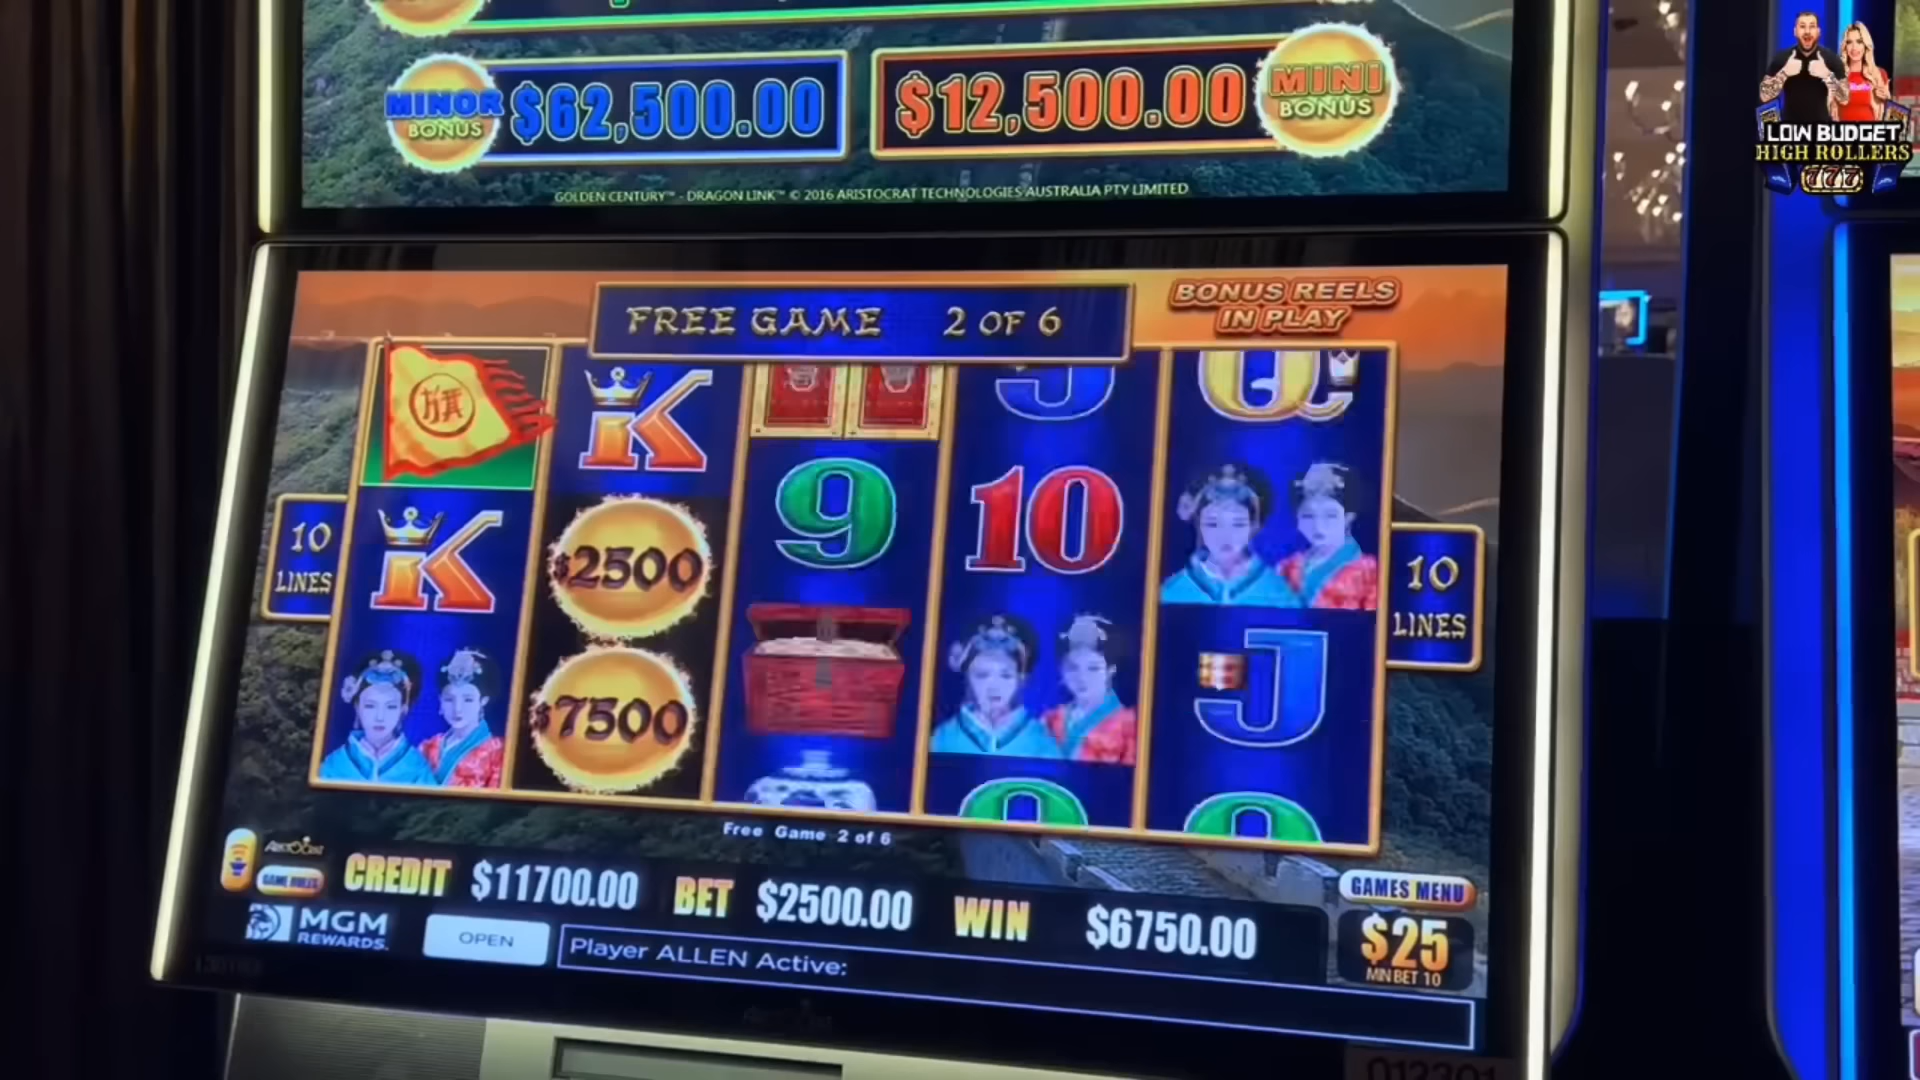 MINOR
BONUS
$62,500.00
$12,500.00
MINI
BONUS
LOW BUDGET
HIGH ROLLERS
777
GOLDEN CENTURY™ - DRAGON LINK™ © 2016 ARISTOCRAT TECHNOLOGIES AUSTRALIA PTY LIMITED
FREE GAME 2 OF 6
BONUS REELS
IN PLAY
K
J
Q
10
LINES
K
$2500
9
10
10
LINES
$7500
J
Free Game 2 of 6
ARISTOCRAT
GAME RULES
CREDIT $11700.00 BET $2500.00 WIN $6750.00
GAMES MENU
$25
MIN BET 10
MGM
REWARDS.
OPEN
Player ALLEN Active: